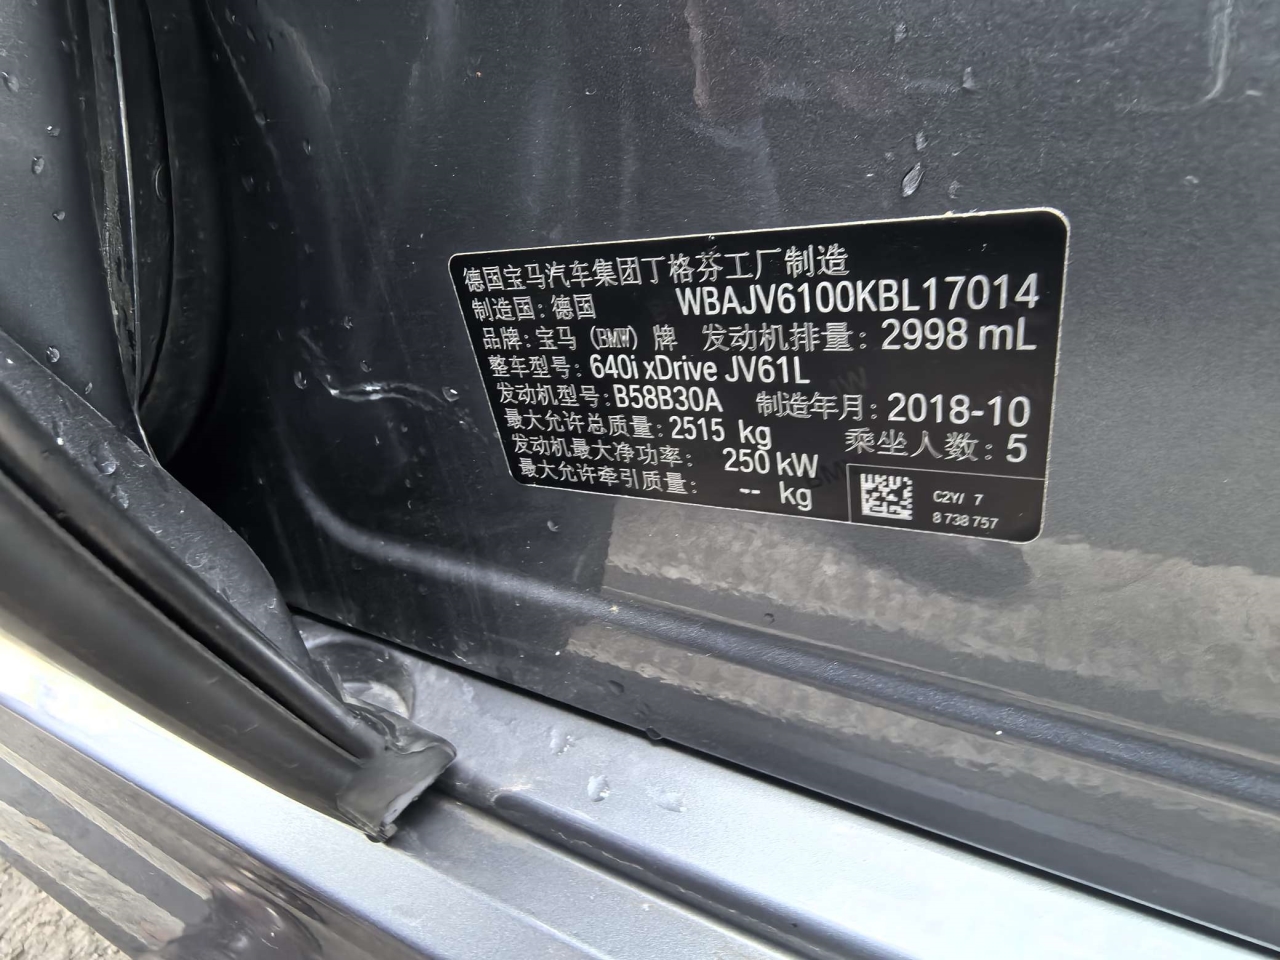 德国宝马汽车集团丁格芬工厂制造
制造国：德国 WBAJV6100KBL17014
品牌：宝马（BMW）牌 发动机排量：2998 mL
整车型号：640i xDrive JV61L
发动机型号：B58B30A 制造年月：2018-10
最大允许总质量：2515 kg 乘坐人数：5
发动机最大净功率： 250 kW
最大允许牵引质量： -- kg
C2Y/ 7
8 738 757